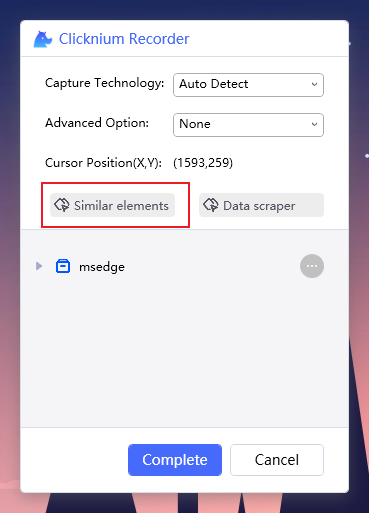 Clicknium Recorder
Capture Technology: Auto Detect
Advanced Option: None
Cursor Position(X,Y): (1593,259)
Similar elements Data scraper
msedge
Complete Cancel